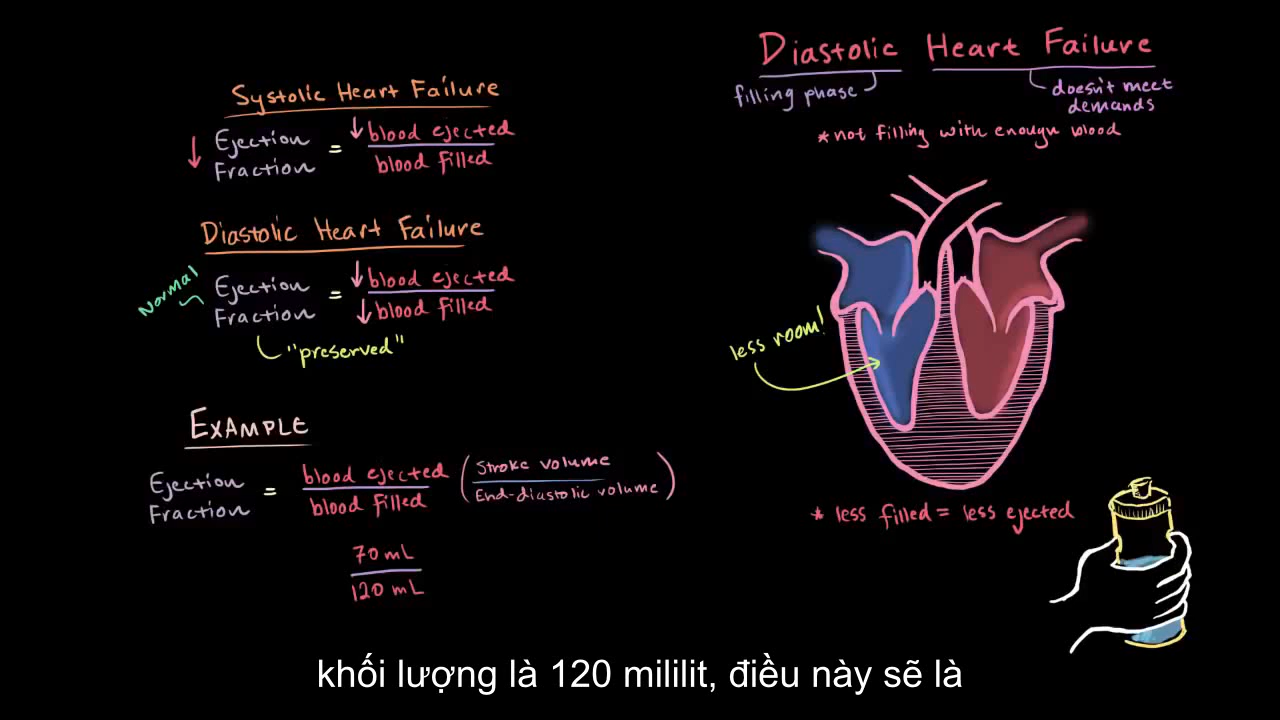 Systolic Heart Failure
↓ Ejection Fraction = ↓ blood ejected
blood filled
Diastolic Heart Failure
Normal
Ejection Fraction = ↓ blood ejected
↓ blood filled
"preserved"
EXAMPLE
Ejection Fraction = blood ejected (Stroke volume
blood filled End-diastolic volume)
70 mL
120 mL
Diastolic Heart Failure
filling phase
doesn't meet
demands
*not filling with enough blood
less room!
* less filled = less ejected
khối lượng là 120 mililit, điều này sẽ là